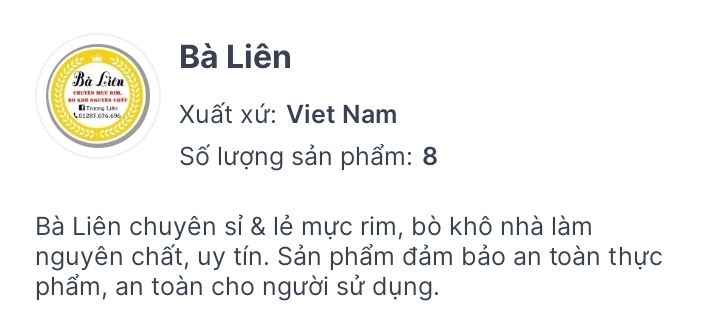 Bà Liên
CHUYÊN MỰC RIM,
BÒ KHÔ NGUYÊN CHẤT
Trương Liên
01287.676.696
Bà Liên
Xuất xứ: Viet Nam
Số lượng sản phẩm: 8
Bà Liên chuyên sỉ & lẻ mực rim, bò khô nhà làm
nguyên chất, uy tín. Sản phẩm đảm bảo an toàn thực
phẩm, an toàn cho người sử dụng.